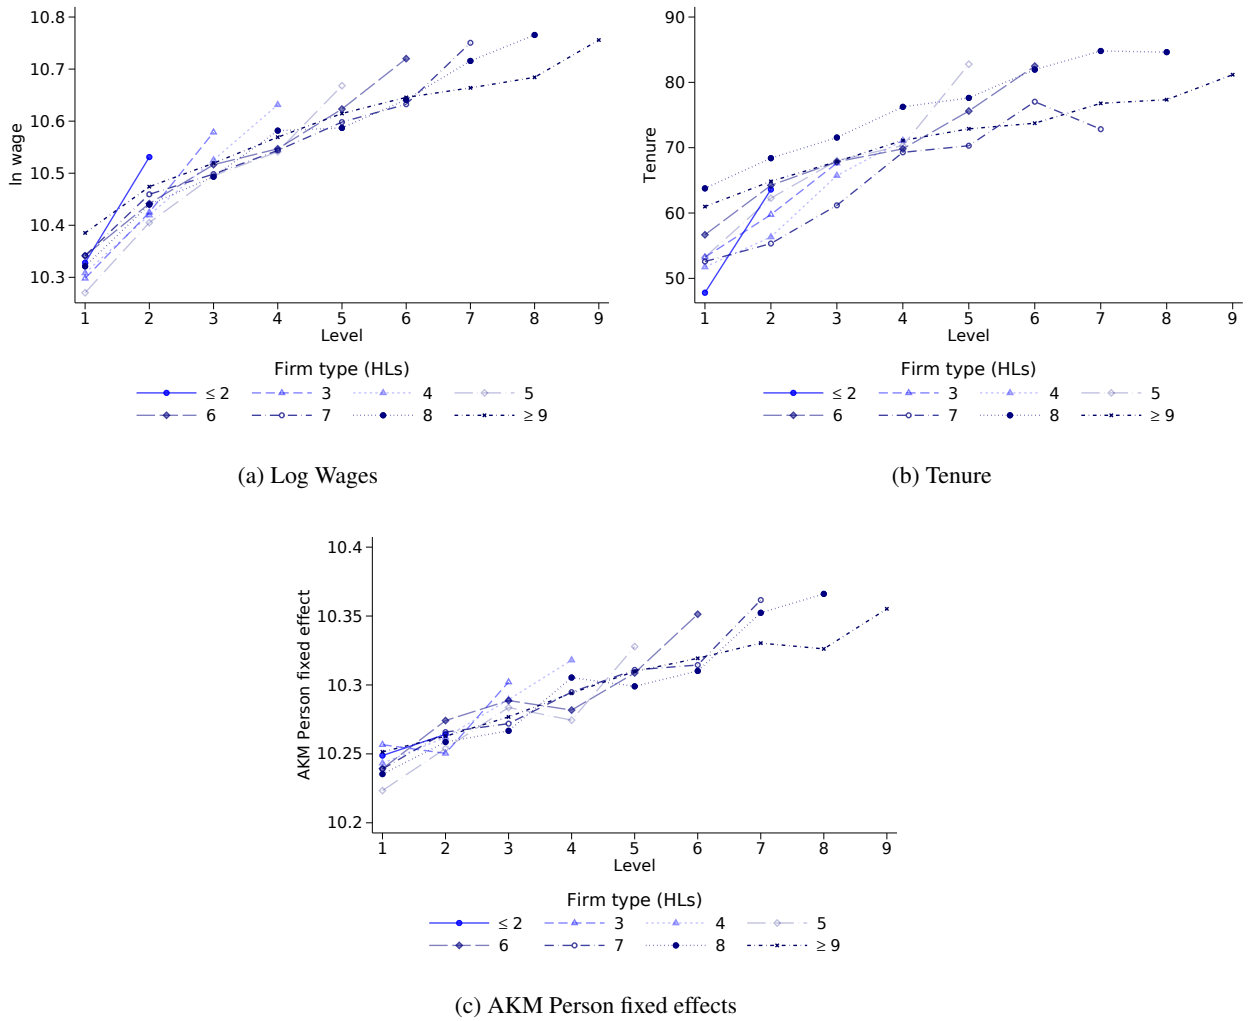 10.8
10.7
10.6
10.5
10.4
10.3
ln wage
1 2 3 4 5 6 7 8 9
Level
Firm type (HLs)
≤ 2 3 4 5
6 7 8 ≥ 9
(a) Log Wages
90
80
70
60
50
Tenure
1 2 3 4 5 6 7 8 9
Level
Firm type (HLs)
≤ 2 3 4 5
6 7 8 ≥ 9
(b) Tenure
10.4
10.35
10.3
10.25
10.2
AKM Person fixed effect
1 2 3 4 5 6 7 8 9
Level
Firm type (HLs)
≤ 2 3 4 5
6 7 8 ≥ 9
(c) AKM Person fixed effects